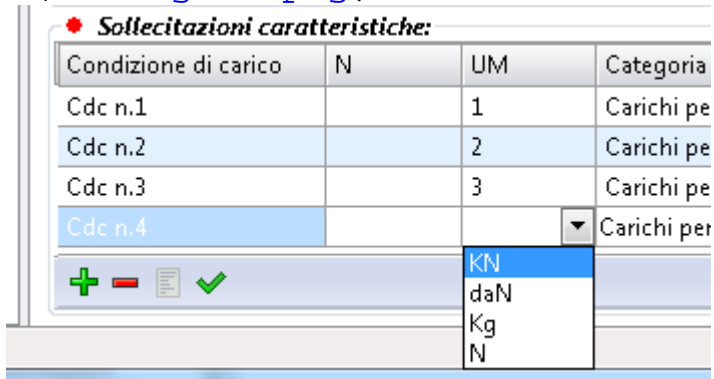 Sollecitazioni caratteristiche:
Condizione di carico N UM Categoria
Cdc n.1 1 Carichi pe
Cdc n.2 2 Carichi pe
Cdc n.3 3 Carichi pe
Cdc n.4 Carichi per
KN
daN
Kg
N